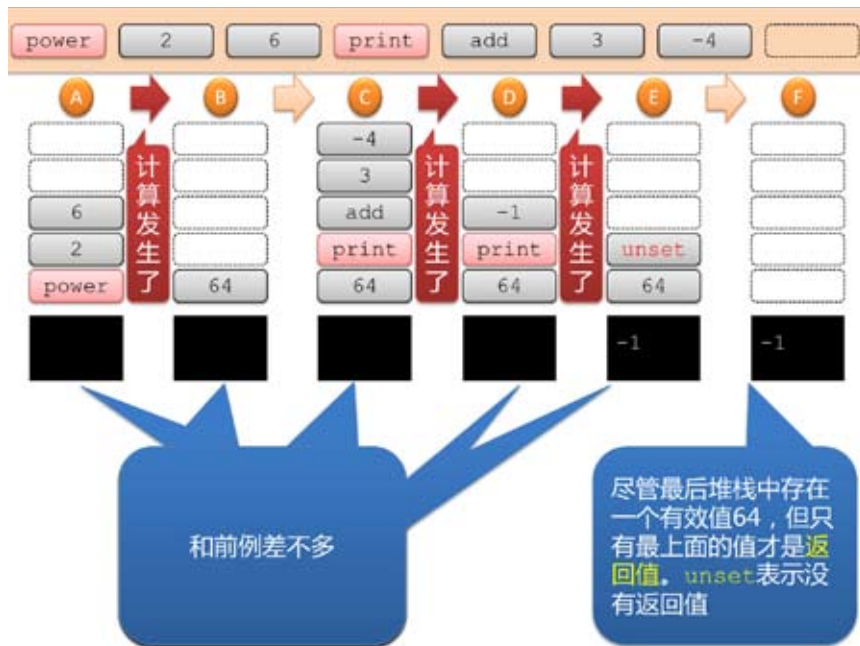 power 2 6 print add 3 -4
A B C D E F
-4
3
6 add -1
2 print print unset
power 64 64 64 64
计算发生了
计算发生了
计算发生了
-1 -1
和前例差不多
尽管最后堆栈中存在
一个有效值64，但只
有最上面的值才是返
回值。unset表示没
有返回值